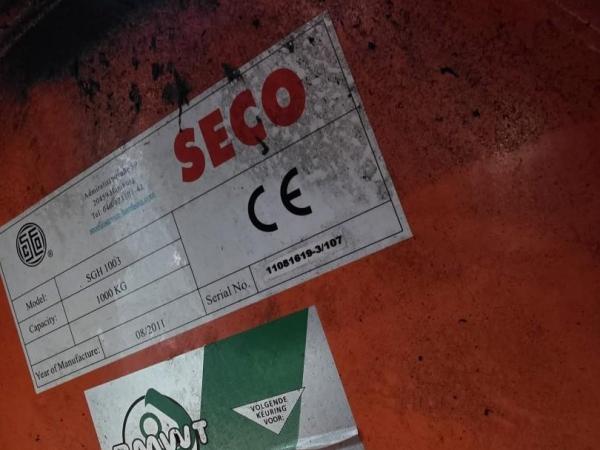 SECO
CE
®
Model: SGH 1003
Capacity: 1000 KG
Year of Manufacture: 08/2011
Serial No. 11081619-3/107
VOLGENDE
KEURING
VOOR:
BMWT